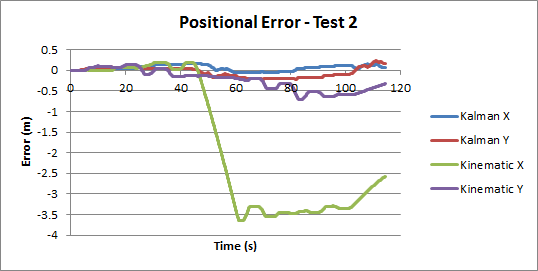 Positional Error - Test 2
0.5
0
-0.5
-1
-1.5
-2
-2.5
-3
-3.5
-4
0 20 40 60 80 100 120
Error (m)
Time (s)
Kalman X
Kalman Y
Kinematic X
Kinematic Y